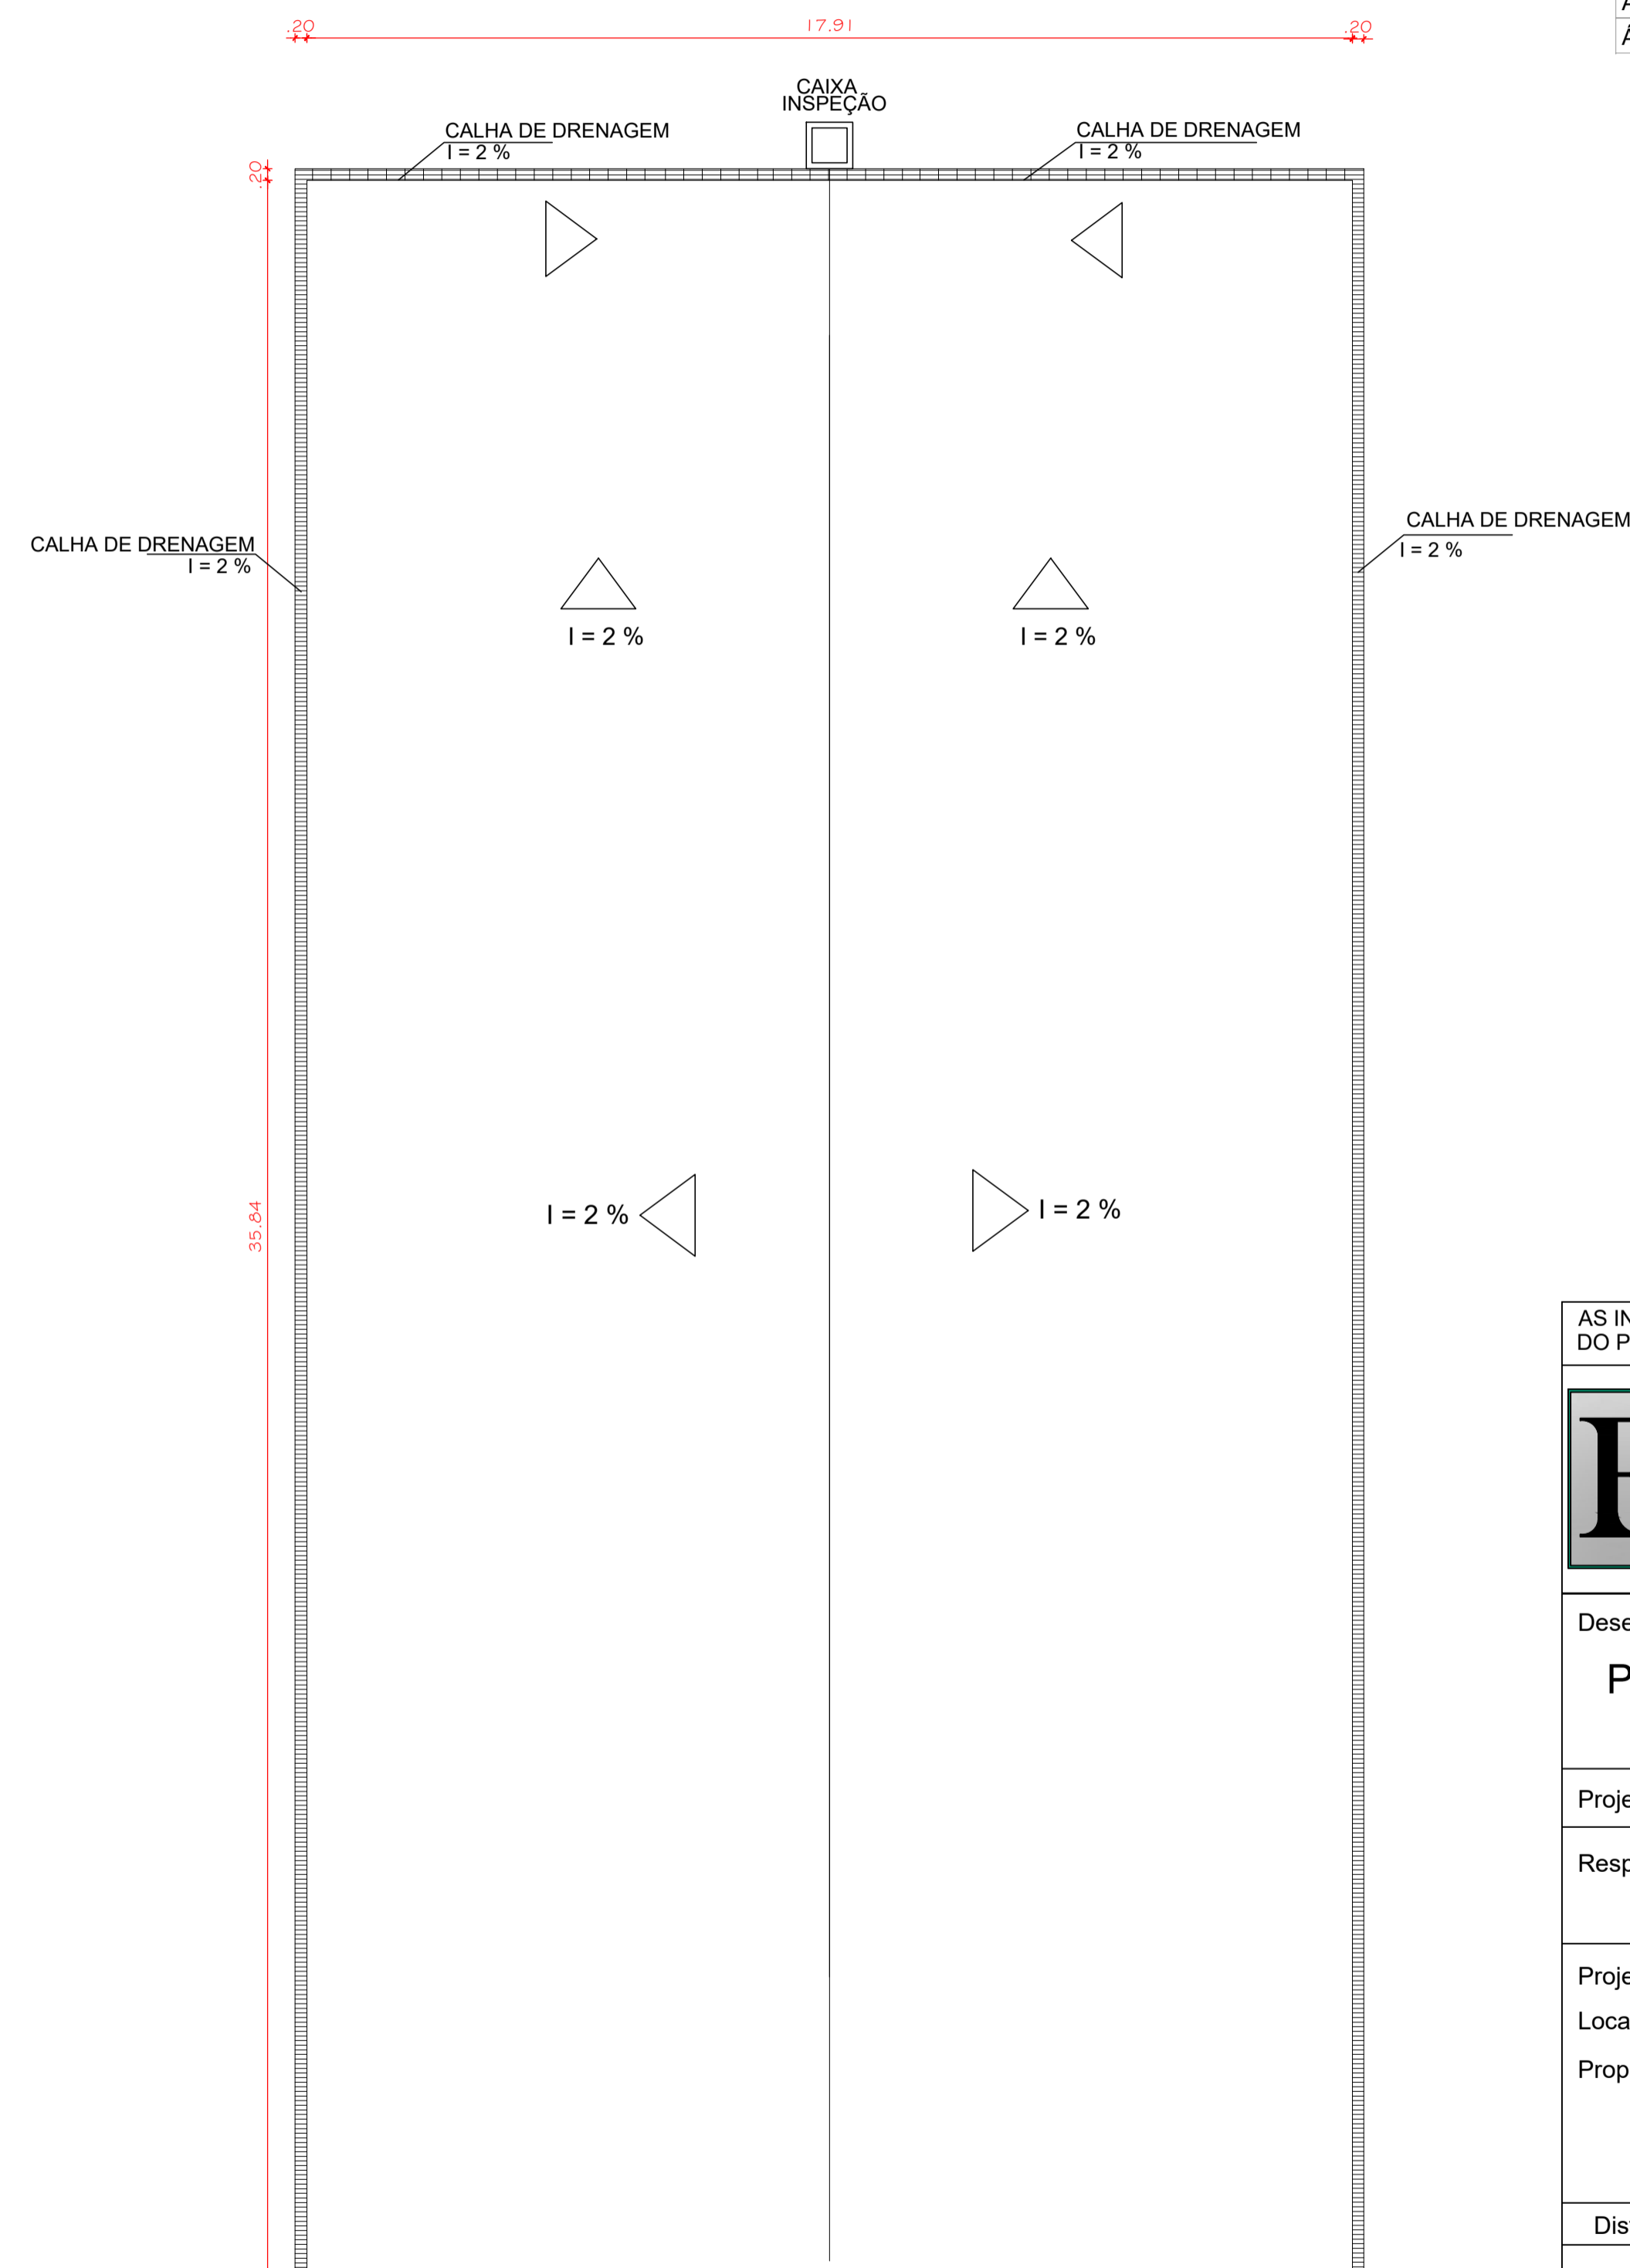 .20
17.91
.20
CAIXA
INSPEÇÃO
CALHA DE DRENAGEM
I = 2 %
CALHA DE DRENAGEM
I = 2 %
.20
CALHA DE DRENAGEM
I = 2 %
CALHA DE DRENAGEM
I = 2 %
I = 2 %
I = 2 %
35.84
I = 2 %
I = 2 %
AS IN
DO P
Dese
P
Proje
Resp
Proje
Loca
Prop
Dist